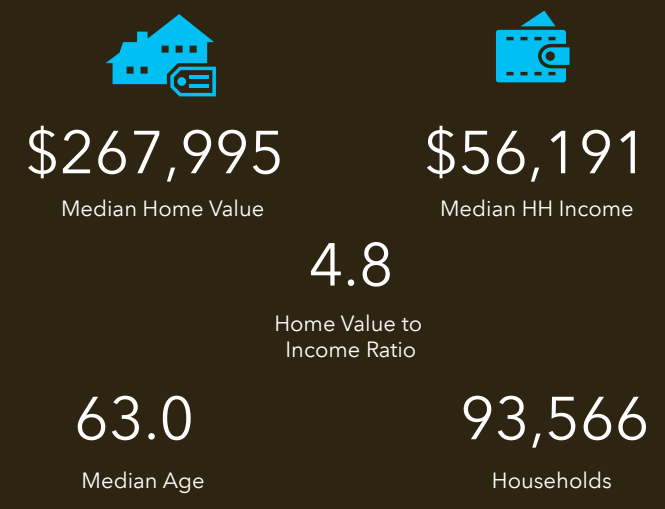 $267,995
Median Home Value
$56,191
Median HH Income
4.8
Home Value to
Income Ratio
63.0
Median Age
93,566
Households